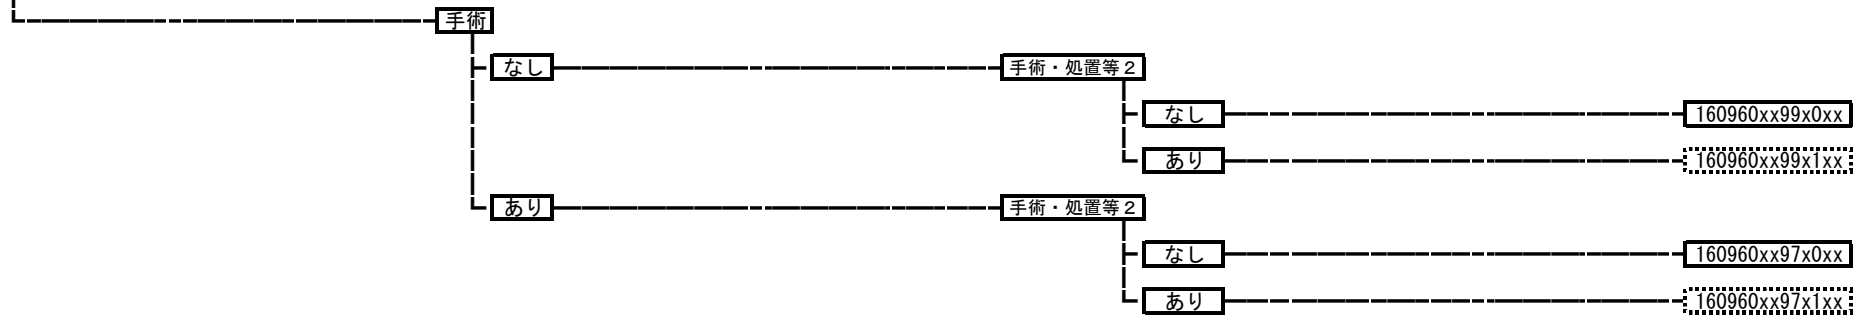 手術
なし 手術・処置等２
なし 160960xx99x0xx
あり 160960xx99x1xx
あり 手術・処置等２
なし 160960xx97x0xx
あり 160960xx97x1xx